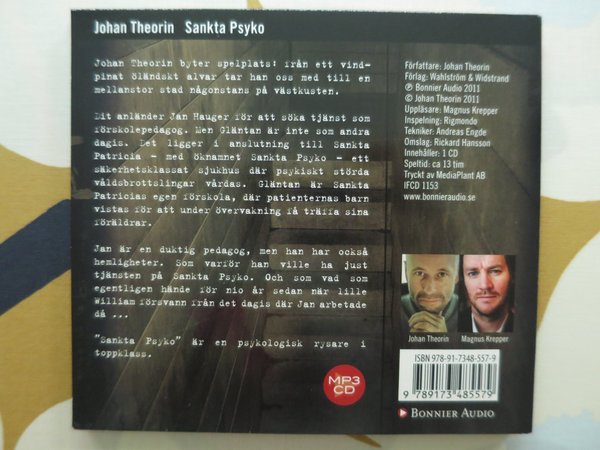 Johan Theorin Sankta Psyko
Johan Theorin byter spelplats: från ett vind-
pinat öländskt alvar tar han oss med till en
mellanstor stad någonstans på västkusten.
Dit anländer Jan Hauger för att söka tjänst som
förskolepedagog. Men Gläntan är inte som andra
dagis. Det ligger i anslutning till Sankta
Patricia – med öknamnet Sankta Psyko – ett
säkerhetsklassat sjukhus där psykiskt störda
våldsbrottslingar vårdas. Gläntan är Sankta
Patricias egen förskola, där patienternas barn
vistas för att under övervakning få träffa sina
föräldrar.
Jan är en duktig pedagog, men han har också
hemligheter. Som varför han ville ha just
tjänsten på Sankta Psyko. Och som vad som
egentligen hände för nio år sedan när lille
William försvann från det dagis där Jan arbetade
då ...
"Sankta Psyko" är en psykologisk rysare i
toppklass.
MP3
CD
Författare: Johan Theorin
Förlag: Wahlström & Widstrand
℗ Bonnier Audio 2011
© Johan Theorin 2011
Uppläsare: Magnus Krepper
Inspelning: Rigmondo
Tekniker: Andreas Engde
Omslag: Rickard Hansson
Innehåller: 1 CD
Speltid: ca 13 tim
Tryckt av MediaPlant AB
IFCD 1153
www.bonnieraudio.se
Johan Theorin Magnus Krepper
ISBN 978-91-7348-557-9
9 789173 485579
BONNIER AUDIO